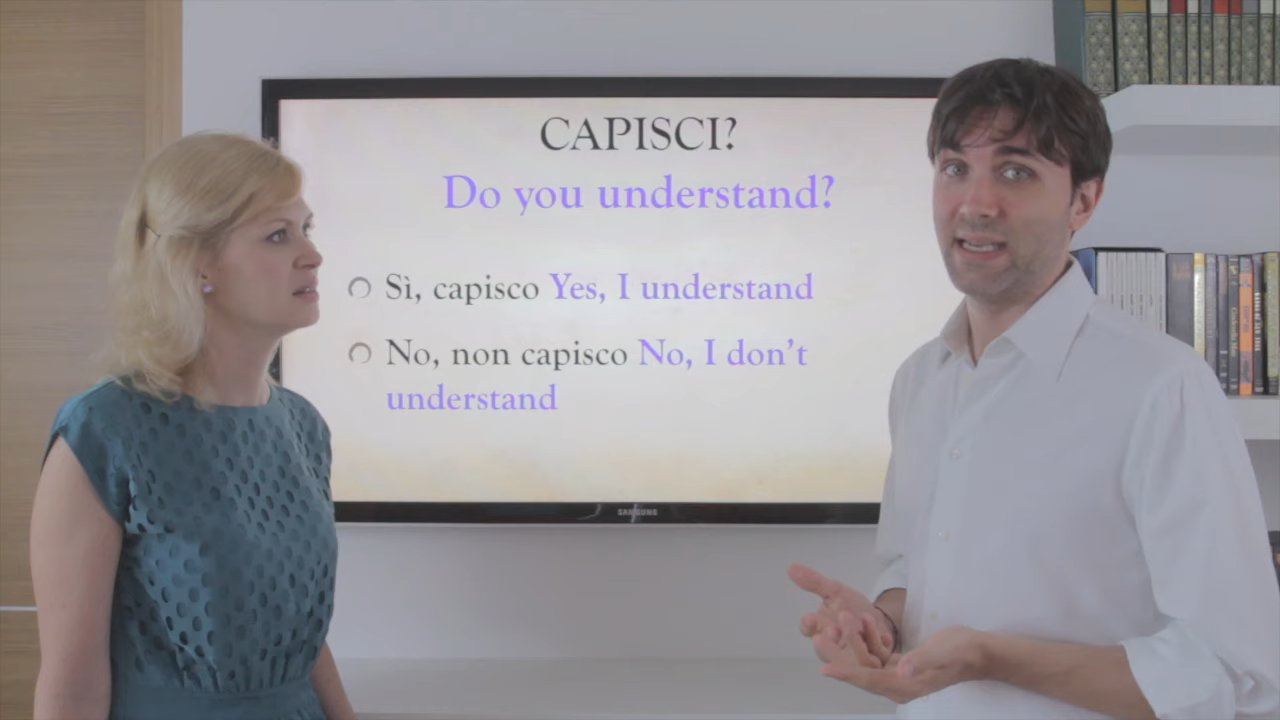 CAPISCI?
Do you understand?
Sì, capisco Yes, I understand
No, non capisco No, I don't
understand
SAMSUNG